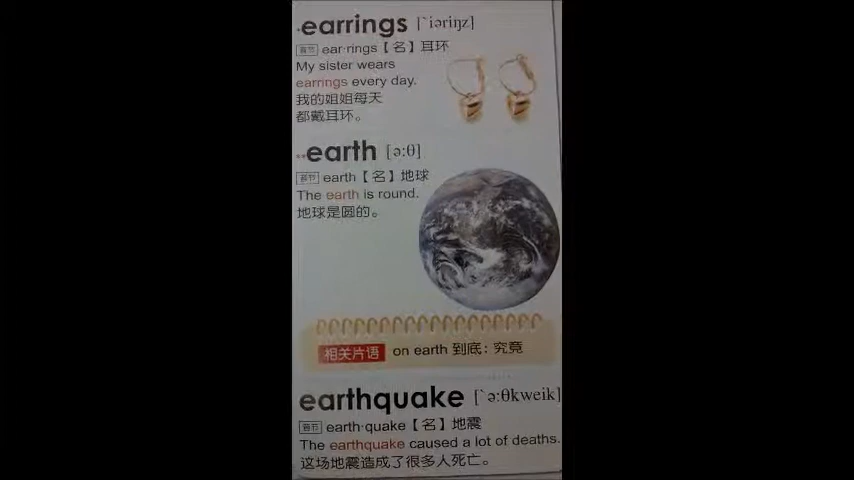 *earrings [`iəriŋz]
音节 ear·rings【名】耳环
My sister wears
earrings every day.
我的姐姐每天
都戴耳环。
**earth [ə:θ]
音节 earth【名】地球
The earth is round.
地球是圆的。
相关片语 on earth 到底；究竟
earthquake [`ə:θkweik]
音节 earth·quake【名】地震
The earthquake caused a lot of deaths.
这场地震造成了很多人死亡。